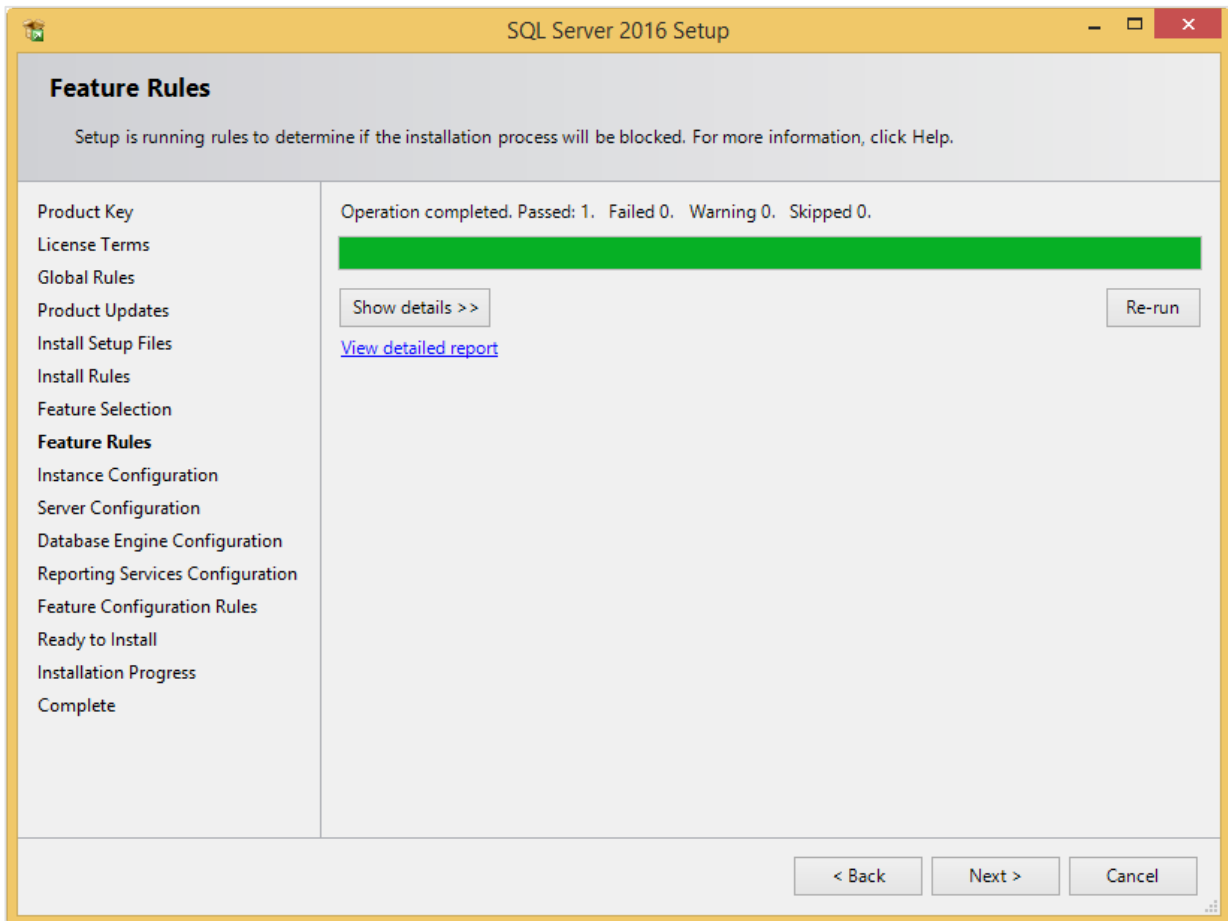 SQL Server 2016 Setup
Feature Rules
Setup is running rules to determine if the installation process will be blocked. For more information, click Help.
Product Key
License Terms
Global Rules
Product Updates
Install Setup Files
Install Rules
Feature Selection
Feature Rules
Instance Configuration
Server Configuration
Database Engine Configuration
Reporting Services Configuration
Feature Configuration Rules
Ready to Install
Installation Progress
Complete
Operation completed. Passed: 1. Failed 0. Warning 0. Skipped 0.
Show details >>
Re-run
View detailed report
< Back
Next >
Cancel